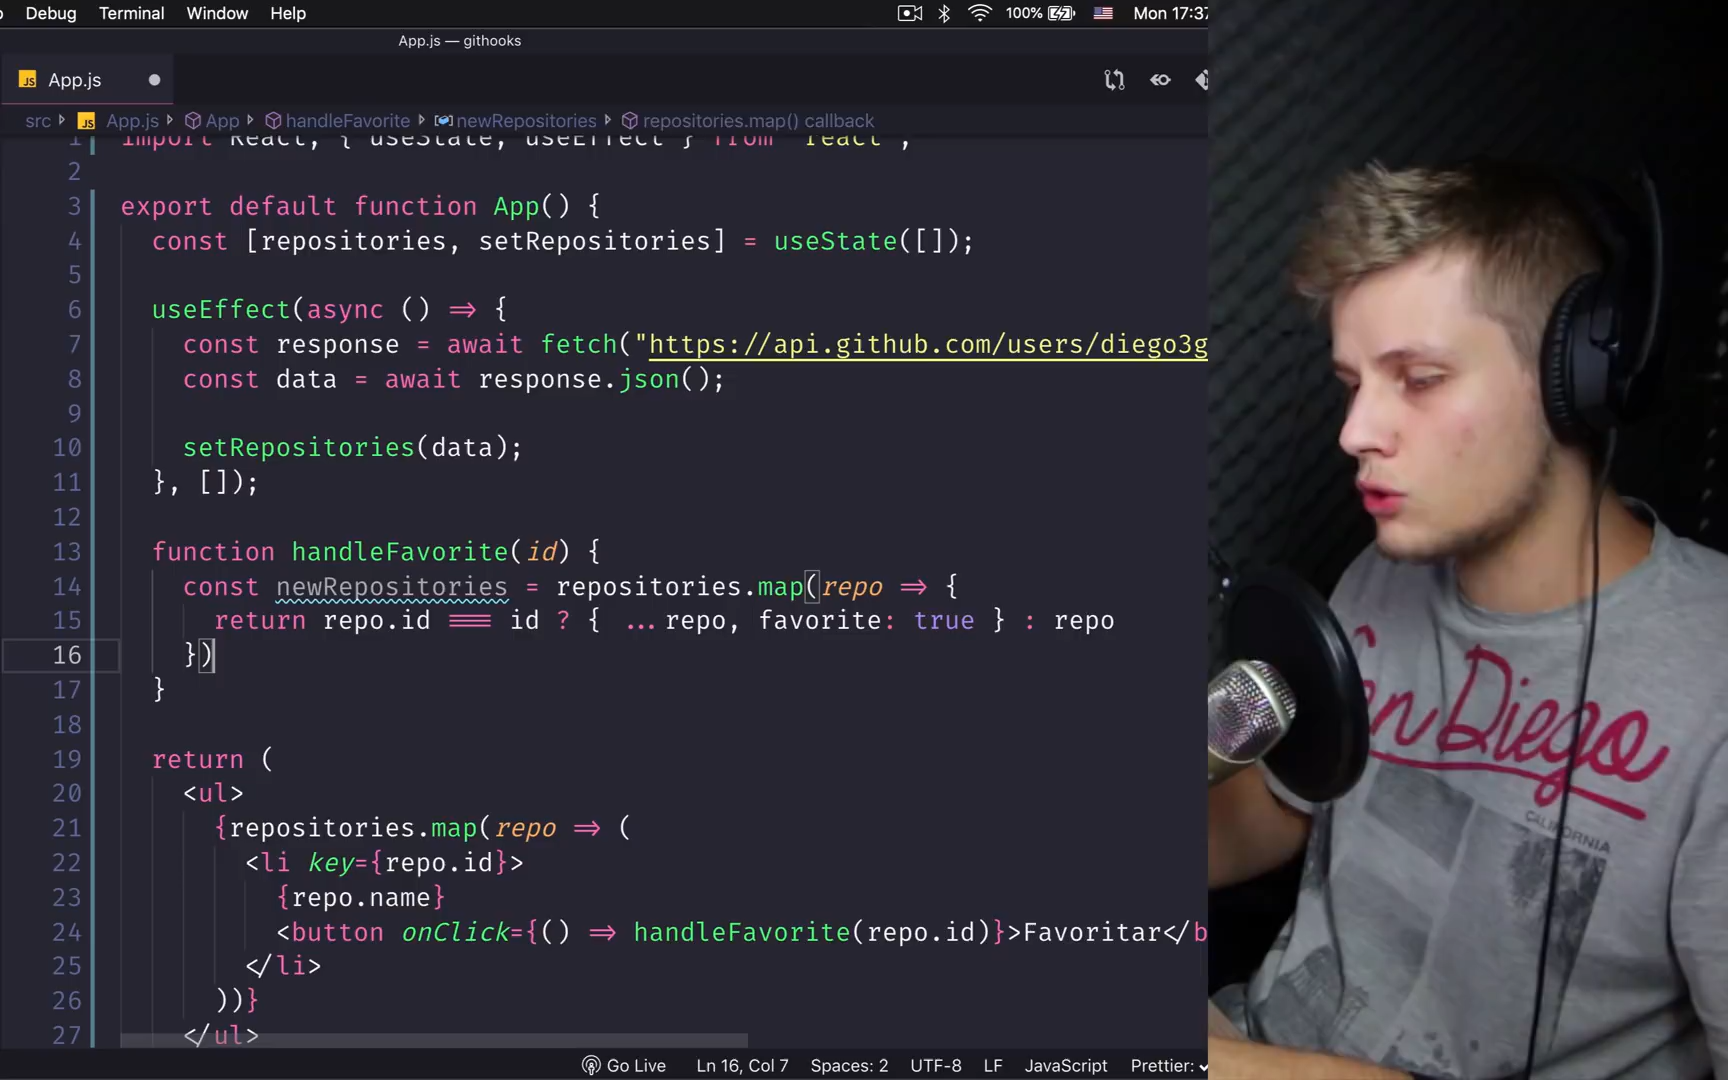 Debug Terminal Window Help 100% Mon 17:37
App.js — githooks
JS App.js
src JS App.js App handleFavorite newRepositories repositories.map() callback
1 import React, { useState, useEffect } from "react";
2
3 export default function App() {
4 const [repositories, setRepositories] = useState([]);
5
6 useEffect(async () => {
7 const response = await fetch("https://api.github.com/users/diego3g
8 const data = await response.json();
9
10 setRepositories(data);
11 }, []);
12
13 function handleFavorite(id) {
14 const newRepositories = repositories.map(repo => {
15 return repo.id === id ? { ...repo, favorite: true } : repo
16 })
17 }
18
19 return (
20 <ul>
21 {repositories.map(repo => (
22 <li key={repo.id}>
23 {repo.name}
24 <button onClick={() => handleFavorite(repo.id)}>Favoritar</b
25 </li>
26 ))}
27 </ul>
Go Live Ln 16, Col 7 Spaces: 2 UTF-8 LF JavaScript Prettier: ✓
San Diego
CALIFORNIA